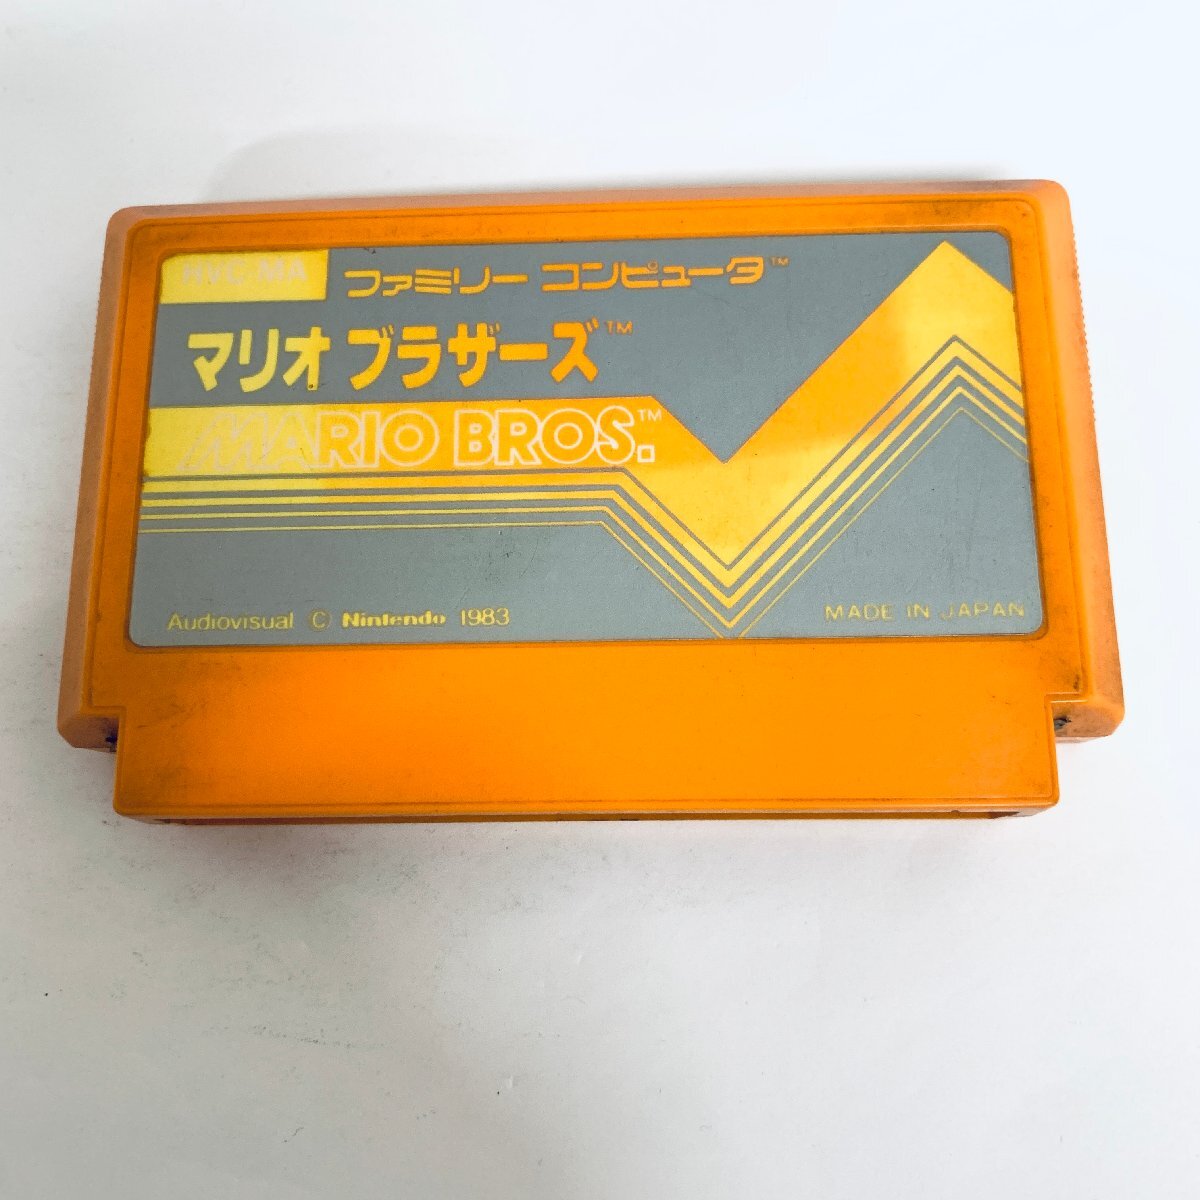 HVC-MA
ファミリー コンピュータ™
マリオ ブラザーズ™
MARIO BROS.™
Audiovisual © Nintendo 1983
MADE IN JAPAN